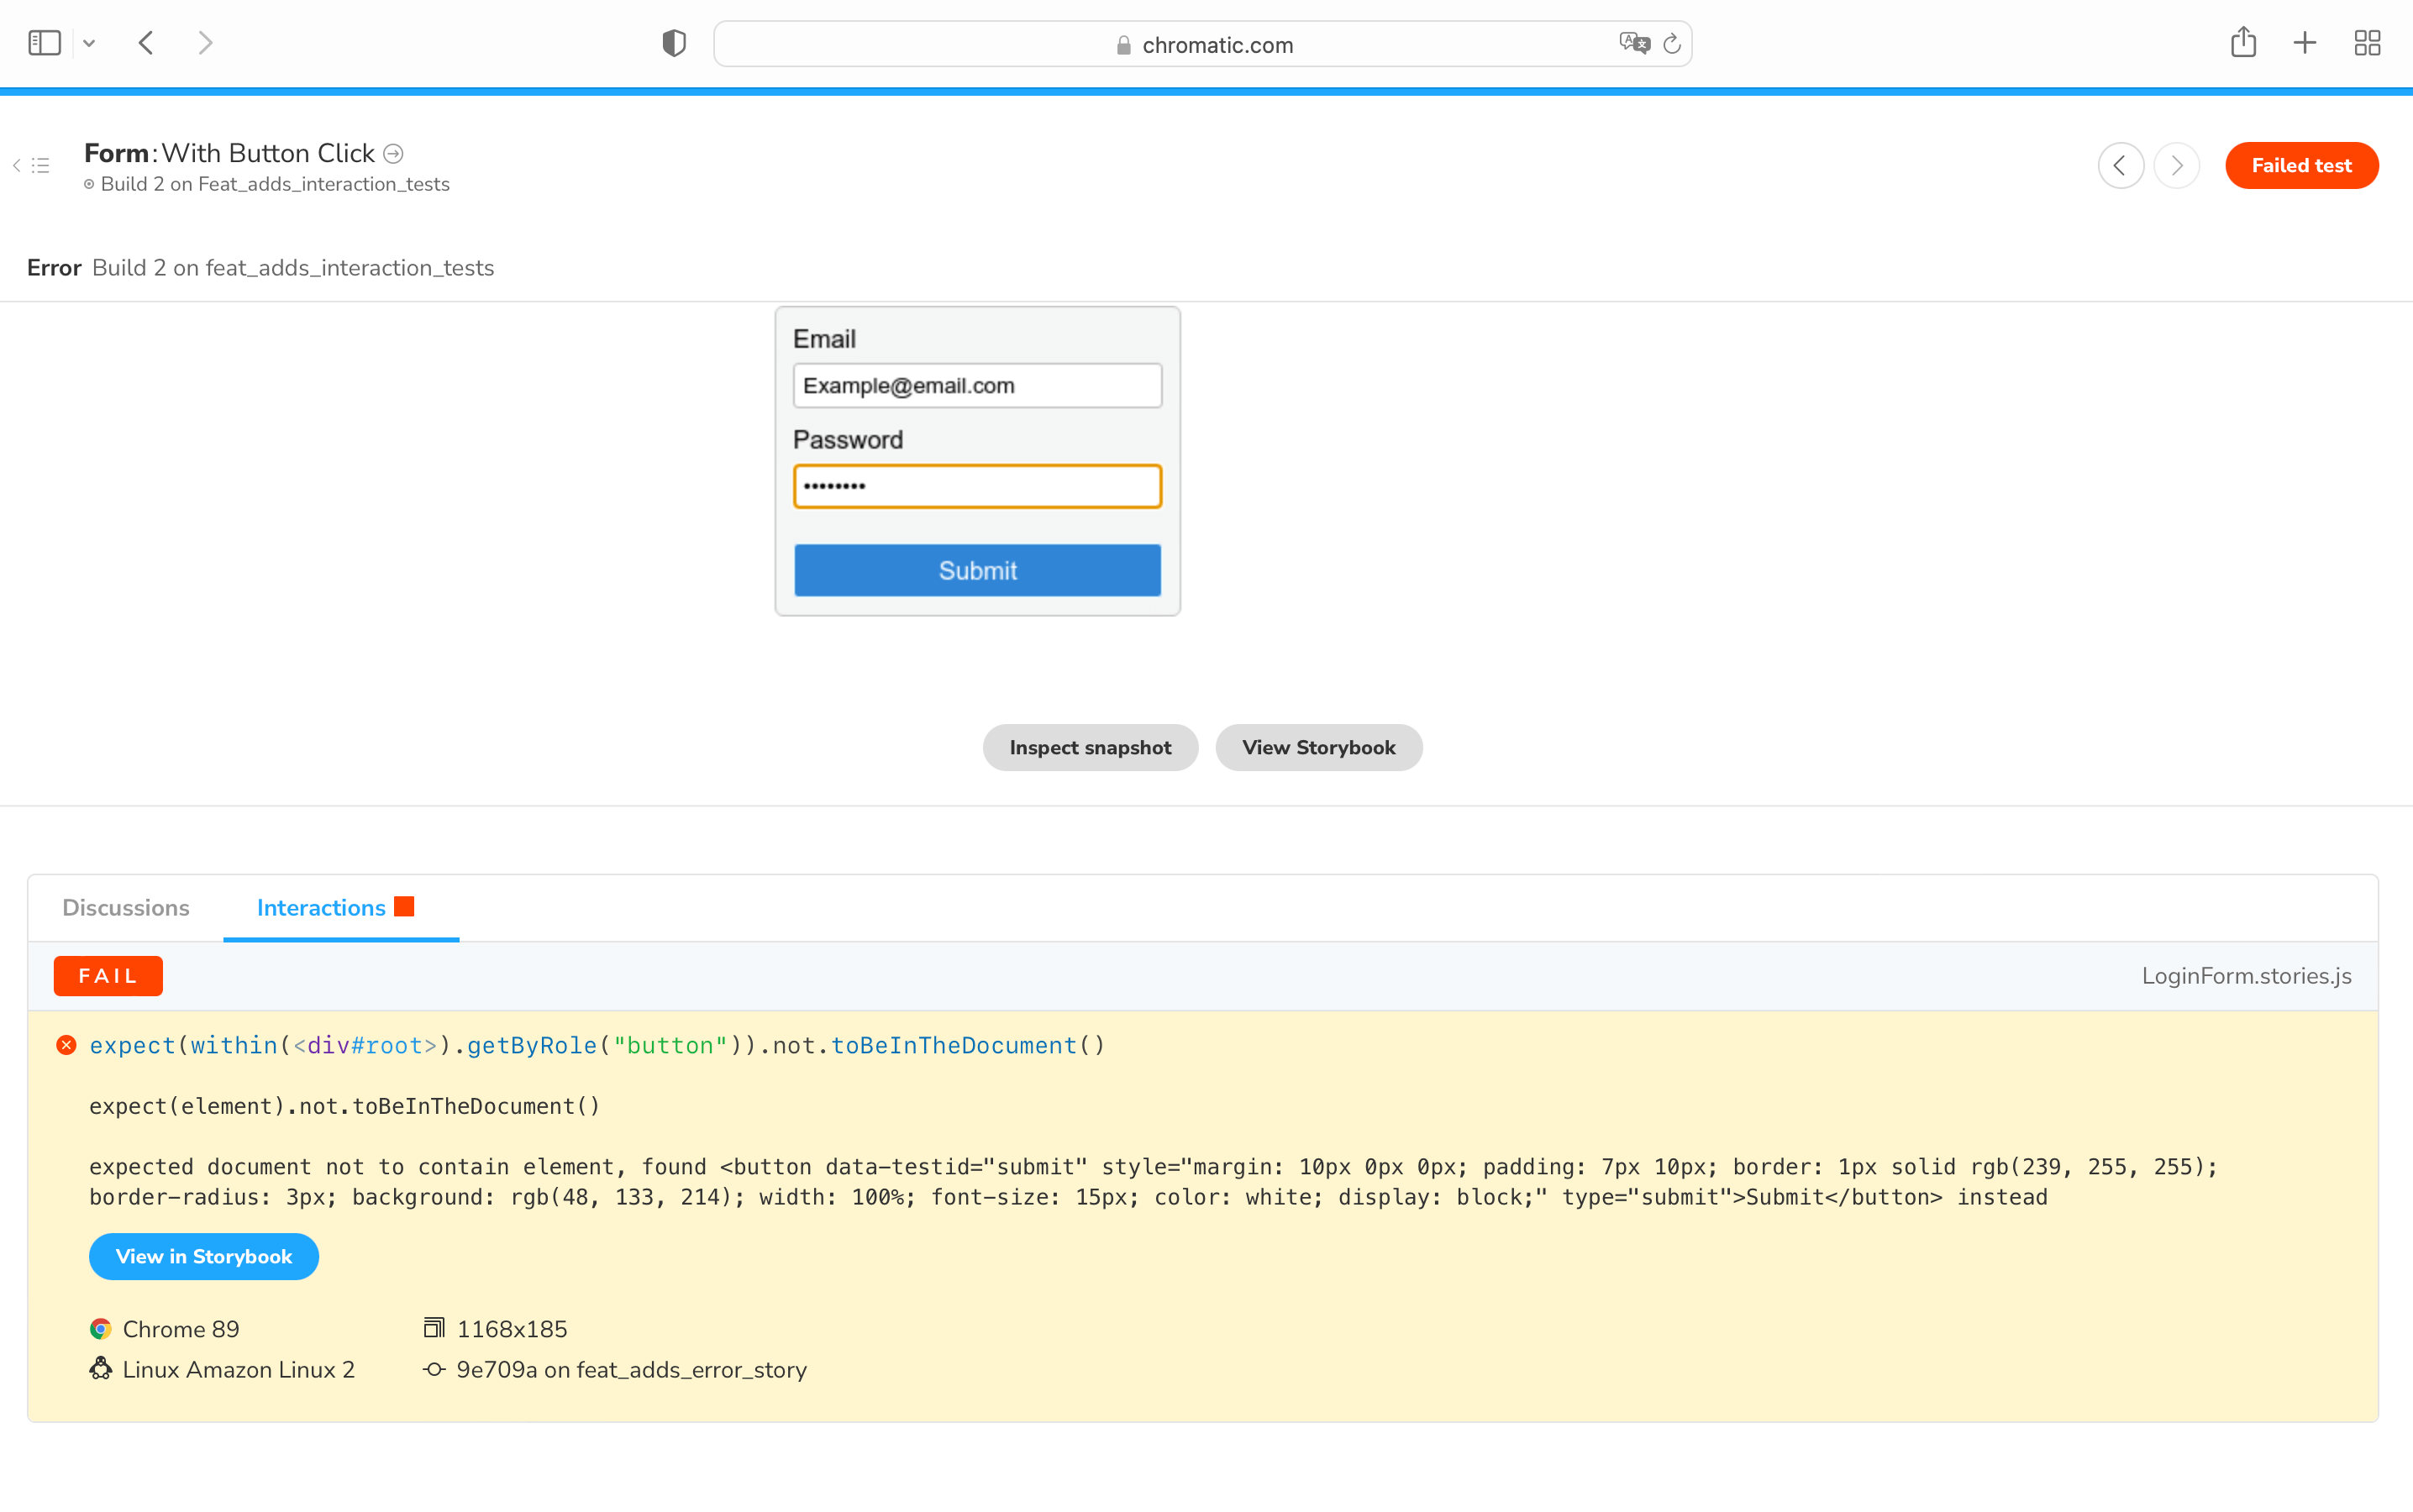 chromatic.com
Form: With Button Click
Failed test
Build 2 on Feat_adds_interaction_tests
Error Build 2 on feat_adds_interaction_tests
Email
Example@email.com
Password
••••••••
Submit
Inspect snapshot View Storybook
Discussions Interactions
FAIL LoginForm.stories.js
expect(within(<div#root>).getByRole("button")).not.toBeInTheDocument()
expect(element).not.toBeInTheDocument()
expected document not to contain element, found <button data-testid="submit" style="margin: 10px 0px 0px; padding: 7px 10px; border: 1px solid rgb(239, 255, 255);
border-radius: 3px; background: rgb(48, 133, 214); width: 100%; font-size: 15px; color: white; display: block;" type="submit">Submit</button> instead
View in Storybook
Chrome 89 1168x185
Linux Amazon Linux 2 9e709a on feat_adds_error_story